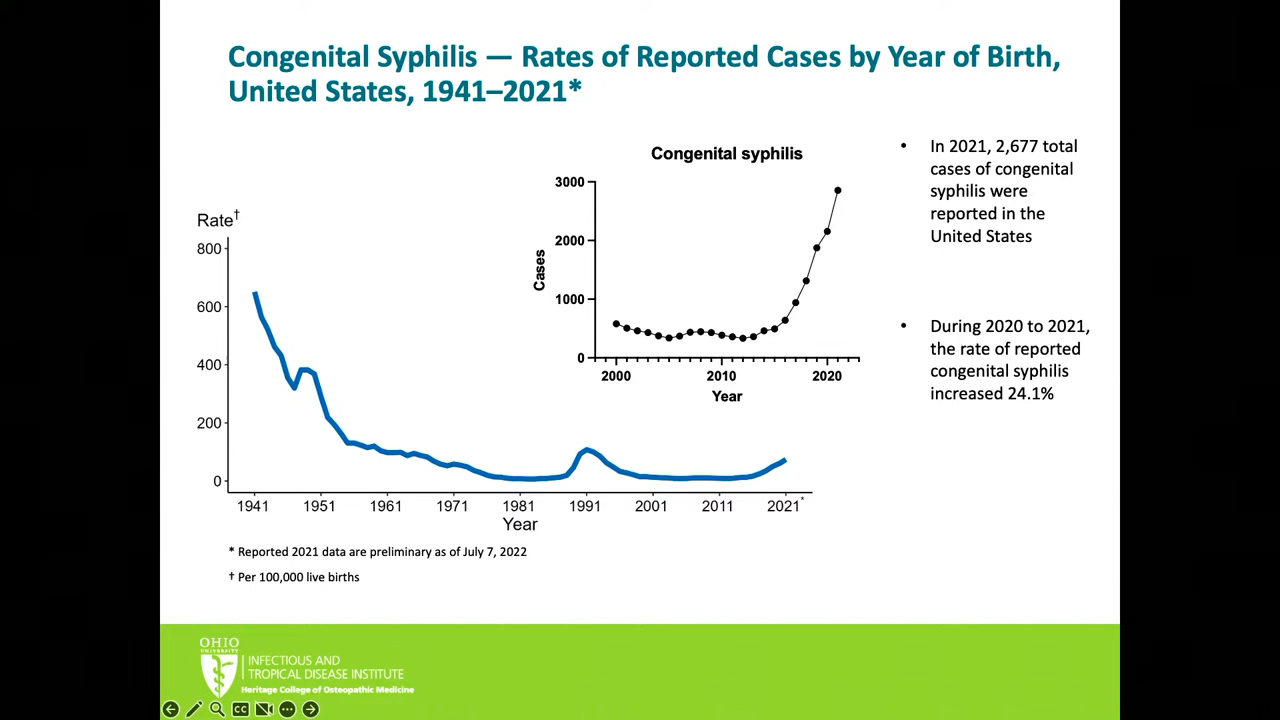 Congenital Syphilis — Rates of Reported Cases by Year of Birth,
United States, 1941–2021*
Rate†
800
600
400
200
0
1941 1951 1961 1971 1981 1991 2001 2011 2021*
Year
Congenital syphilis
3000
2000
1000
0
Cases
2000 2010 2020
Year
• In 2021, 2,677 total
cases of congenital
syphilis were
reported in the
United States
• During 2020 to 2021,
the rate of reported
congenital syphilis
increased 24.1%
* Reported 2021 data are preliminary as of July 7, 2022
† Per 100,000 live births
OHIO
UNIVERSITY
INFECTIOUS AND
TROPICAL DISEASE INSTITUTE
Heritage College of Osteopathic Medicine
CC